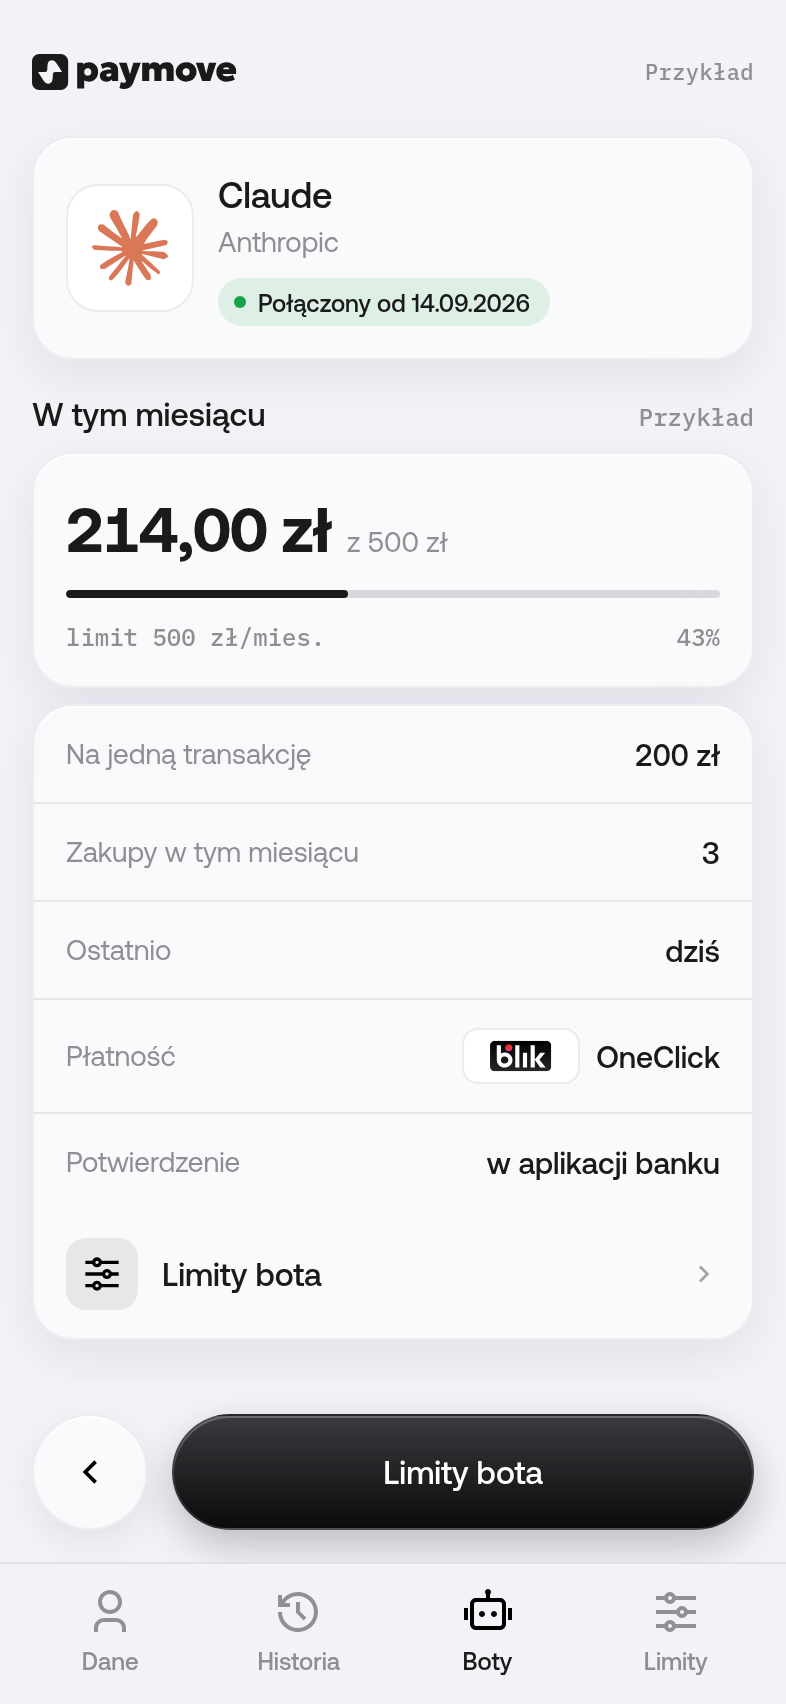 paymove
Przykład
Claude
Anthropic
Połączony od 14.09.2026
W tym miesiącu
Przykład
214,00 zł z 500 zł
limit 500 zł/mies. 43%
Na jedną transakcję 200 zł
Zakupy w tym miesiącu 3
Ostatnio dziś
Płatność blik OneClick
Potwierdzenie w aplikacji banku
Limity bota
Limity bota
Dane Historia Boty Limity